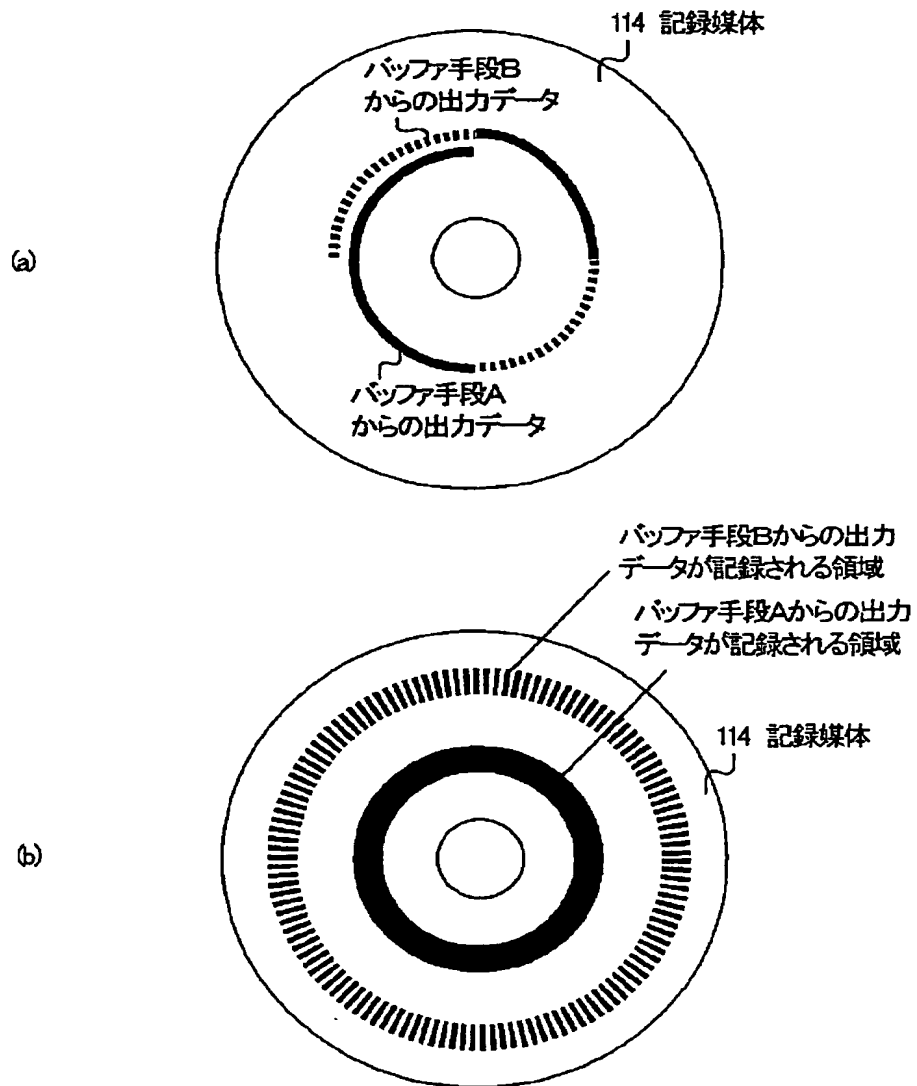 114 記録媒体
バッファ手段B
からの出力データ
(a)
バッファ手段A
からの出力データ
バッファ手段Bからの出力
データが記録される領域
バッファ手段Aからの出力
データが記録される領域
114 記録媒体
(b)